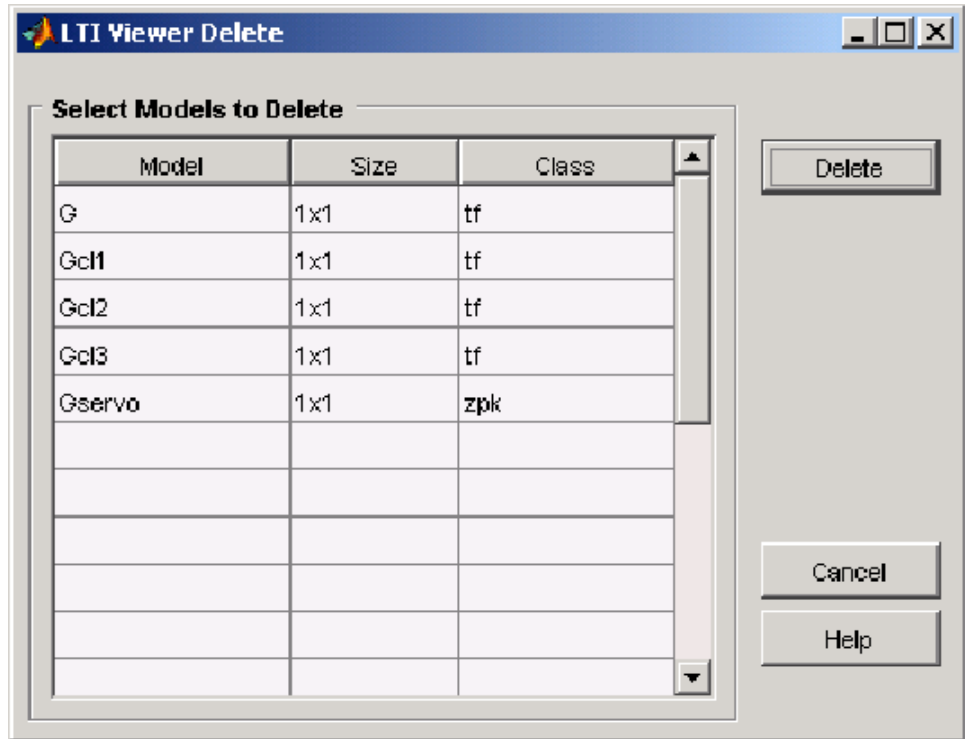 LTI Viewer Delete
Select Models to Delete
Model Size Class
G 1x1 tf
Gcl1 1x1 tf
Gcl2 1x1 tf
Gcl3 1x1 tf
Gservo 1x1 zpk
Delete
Cancel
Help